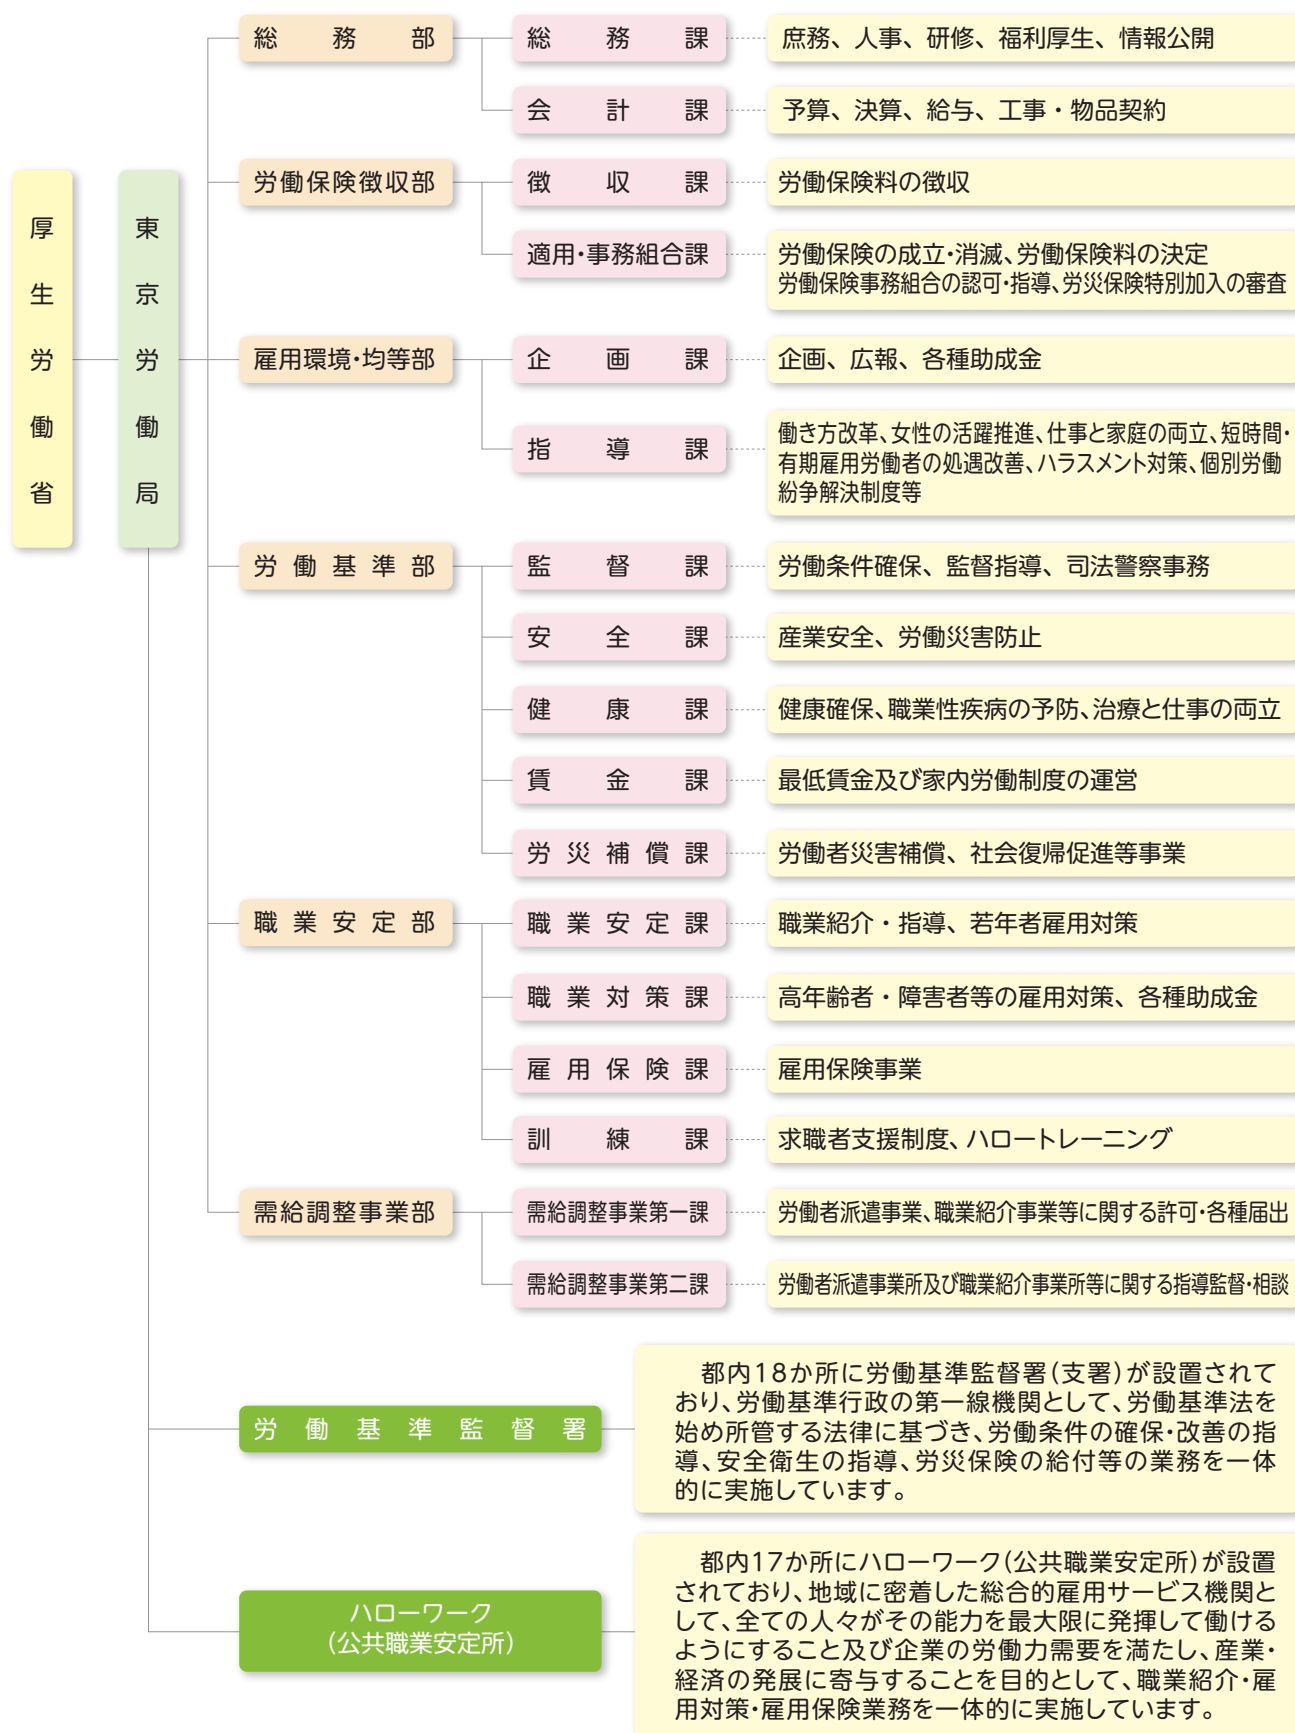 厚生労働省
東京労働局
総務部
総務課
庶務、人事、研修、福利厚生、情報公開
会計課
予算、決算、給与、工事・物品契約
労働保険徴収部
徴収課
労働保険料の徴収
適用・事務組合課
労働保険の成立・消滅、労働保険料の決定
労働保険事務組合の認可・指導、労災保険特別加入の審査
雇用環境・均等部
企画課
企画、広報、各種助成金
指導課
働き方改革、女性の活躍推進、仕事と家庭の両立、短時間・
有期雇用労働者の処遇改善、ハラスメント対策、個別労働
紛争解決制度等
労働基準部
監督課
労働条件確保、監督指導、司法警察事務
安全課
産業安全、労働災害防止
健康課
健康確保、職業性疾病の予防、治療と仕事の両立
賃金課
最低賃金及び家内労働制度の運営
労災補償課
労働者災害補償、社会復帰促進等事業
職業安定部
職業安定課
職業紹介・指導、若年者雇用対策
職業対策課
高年齢者・障害者等の雇用対策、各種助成金
雇用保険課
雇用保険事業
訓練課
求職者支援制度、ハロートレーニング
需給調整事業部
需給調整事業第一課
労働者派遣事業、職業紹介事業等に関する許可・各種届出
需給調整事業第二課
労働者派遣事業所及び職業紹介事業所等に関する指導監督・相談
労働基準監督署
都内18か所に労働基準監督署(支署)が設置されて
おり、労働基準行政の第一線機関として、労働基準法を
始め所管する法律に基づき、労働条件の確保・改善の指
導、安全衛生の指導、労災保険の給付等の業務を一体
的に実施しています。
ハローワーク
(公共職業安定所)
都内17か所にハローワーク(公共職業安定所)が設置
されており、地域に密着した総合的雇用サービス機関と
して、全ての人々がその能力を最大限に発揮して働ける
ようにすること及び企業の労働力需要を満たし、産業・
経済の発展に寄与することを目的として、職業紹介・雇
用対策・雇用保険業務を一体的に実施しています。